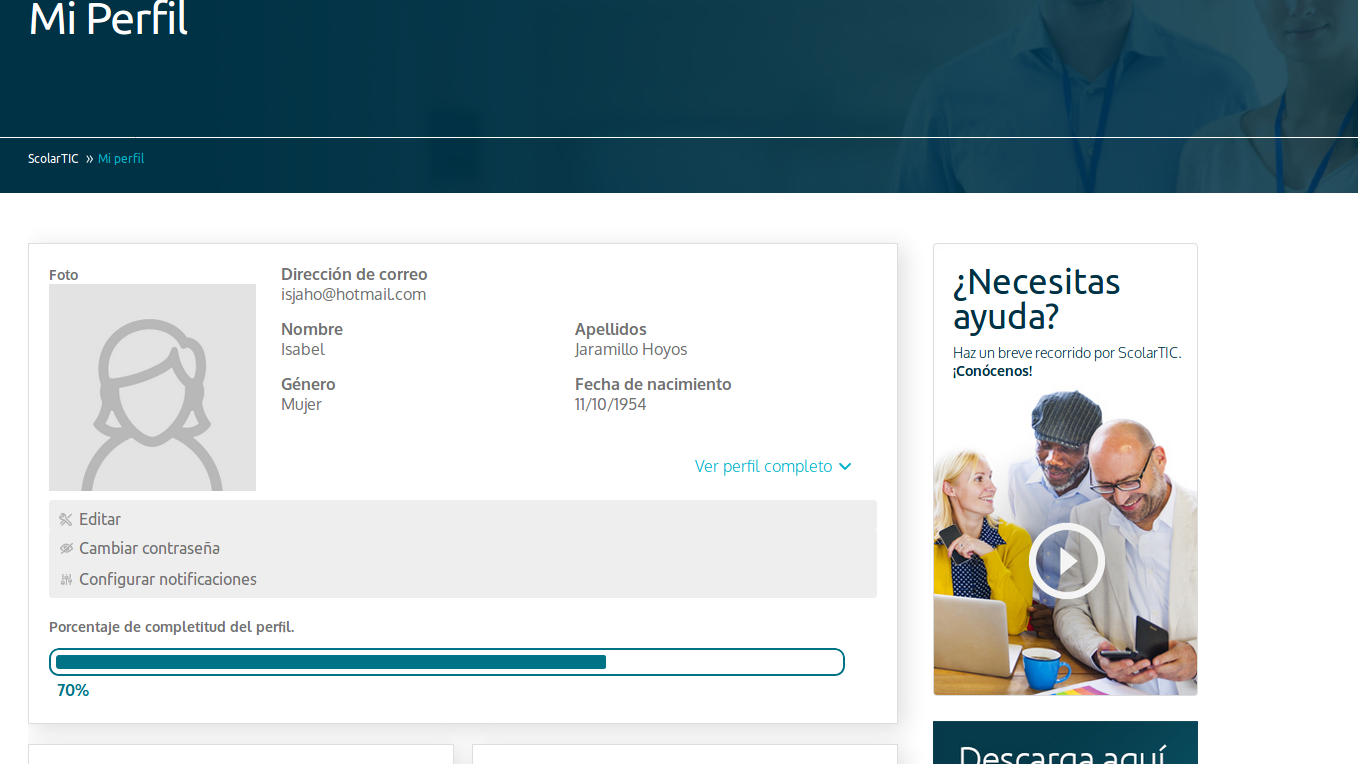 Mi Perfil
ScolarTIC » Mi perfil
Foto
Dirección de correo
isjaho@hotmail.com
Nombre
Isabel
Apellidos
Jaramillo Hoyos
Género
Mujer
Fecha de nacimiento
11/10/1954
Ver perfil completo
Editar
Cambiar contraseña
Configurar notificaciones
Porcentaje de completitud del perfil.
70%
¿Necesitas
ayuda?
Haz un breve recorrido por ScolarTIC.
¡Conócenos!
Descarga aquí